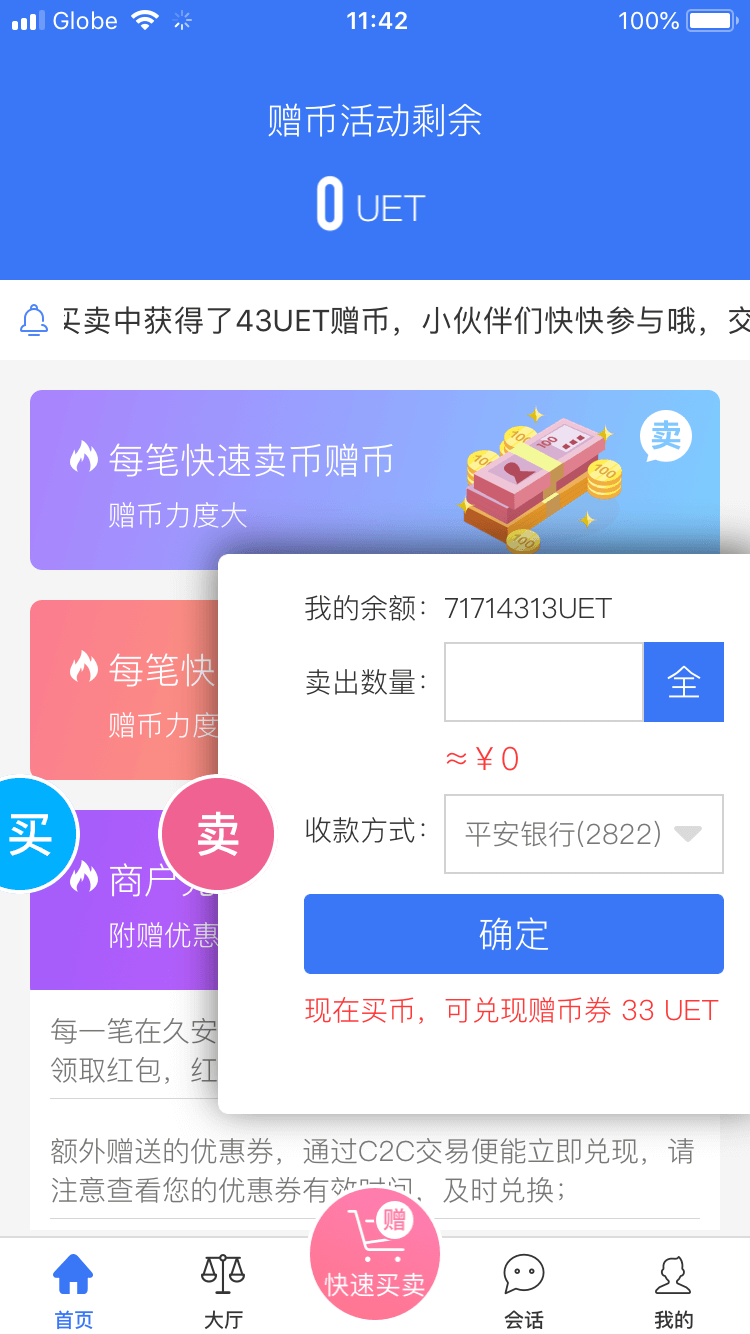 Globe 11:42 100%
赠币活动剩余
0 UET
买卖中获得了43UET赠币，小伙伴们快快参与哦，交
每笔快速卖币赠币
赠币力度大
卖
100
100
100
100
100
每笔快
赠币力度
买
卖
商户
附赠优惠
我的余额：71714313UET
卖出数量：
全
≈¥0
收款方式：
平安银行(2822)
确定
现在买币，可兑现赠币券 33 UET
每一笔在久安
领取红包，红
额外赠送的优惠券，通过C2C交易便能立即兑现，请
注意查看您的优惠券有效时间，及时兑换；
赠
快速买卖
首页
大厅
会话
我的